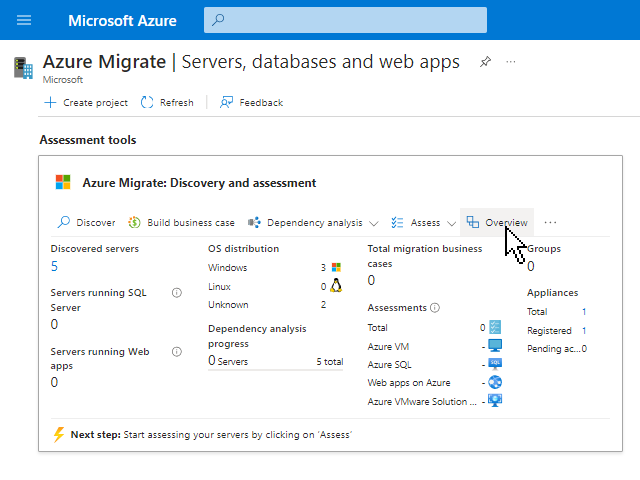 Microsoft Azure
Azure Migrate | Servers, databases and web apps
Microsoft
Create project
Refresh
Feedback
Assessment tools
Azure Migrate: Discovery and assessment
Discover
Build business case
Dependency analysis
Assess
Overview
Discovered servers
5
Servers running SQL
Server
0
Servers running Web
apps
0
OS distribution
Windows 3
Linux 0
Unknown 2
Dependency analysis
progress
0 Servers 5 total
Total migration business
cases
0
Assessments
Total 0
Azure VM -
Azure SQL -
Web apps on Azure -
Azure VMware Solution ... -
Groups
0
Appliances
Total 1
Registered 1
Pending ac... 0
Next step: Start assessing your servers by clicking on 'Assess'